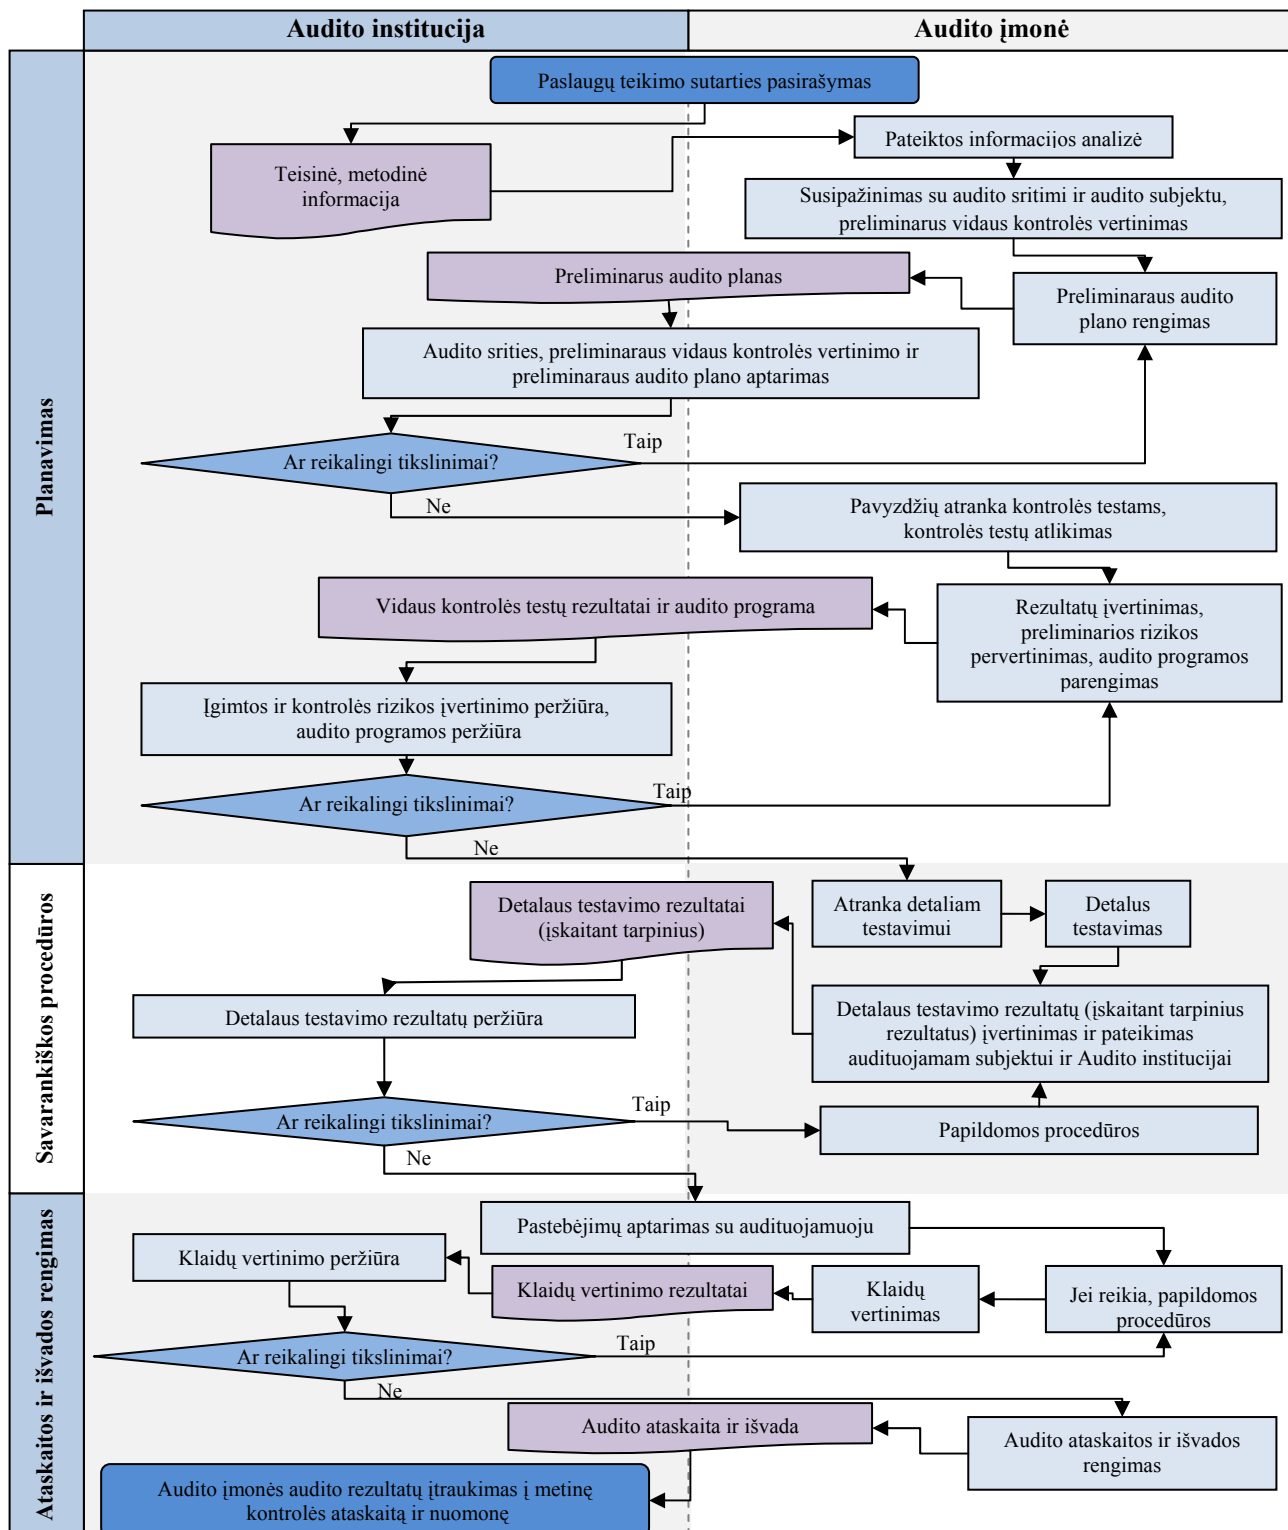 Audito institucija
Audito įmonė
Planavimas
Paslaugų teikimo sutarties pasirašymas
Teisinė, metodinė
informacija
Pateiktos informacijos analizė
Susipažinimas su audito sritimi ir audito subjektu,
preliminarus vidaus kontrolės vertinimas
Preliminarus audito planas
Preliminaraus audito
plano rengimas
Audito srities, preliminaraus vidaus kontrolės vertinimo ir
preliminaraus audito plano aptarimas
Ar reikalingi tikslinimai?
Taip
Ne
Pavyzdžių atranka kontrolės testams,
kontrolės testų atlikimas
Vidaus kontrolės testų rezultatai ir audito programa
Rezultatų įvertinimas,
preliminarios rizikos
pervertinimas, audito programos
parengimas
Įgimtos ir kontrolės rizikos įvertinimo peržiūra,
audito programos peržiūra
Ar reikalingi tikslinimai?
Taip
Ne
Savarankiškos procedūros
Detalaus testavimo rezultatai
(įskaitant tarpinius)
Atranka detaliam
testavimui
Detalus
testavimas
Detalaus testavimo rezultatų peržiūra
Detalaus testavimo rezultatų (įskaitant tarpinius
rezultatus) įvertinimas ir pateikimas
audituojamam subjektui ir Audito institucijai
Ar reikalingi tikslinimai?
Taip
Ne
Papildomos procedūros
Ataskaitos ir išvados rengimas
Pastebėjimų aptarimas su audituojamuoju
Klaidų vertinimo peržiūra
Klaidų vertinimo rezultatai
Klaidų
vertinimas
Jei reikia, papildomos
procedūros
Ar reikalingi tikslinimai?
Taip
Ne
Audito ataskaita ir išvada
Audito ataskaitos ir išvados
rengimas
Audito įmonės audito rezultatų įtraukimas į metinę
kontrolės ataskaitą ir nuomonę